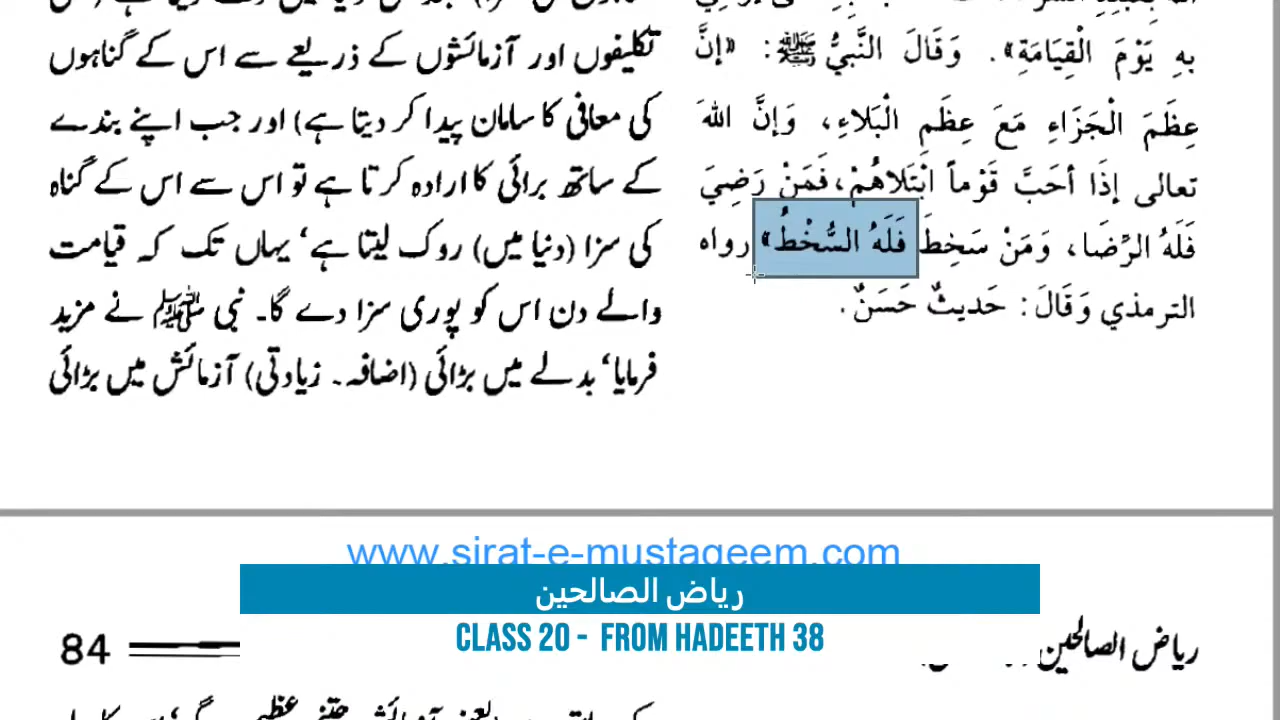 بِهِ يَوْمَ الْقِيَامَةِ». وَقَالَ النَّبِيُّ ﷺ: «إِنَّ
عِظَمَ الْجَزَاءِ مَعَ عِظَمِ الْبَلاءِ، وَإِنَّ اللهَ
تعالى إِذَا أَحَبَّ قَوْماً ابْتَلاهُمْ، فَمَنْ رَضِيَ
فَلَهُ الرِّضَا، وَمَنْ سَخِطَ فَلَهُ السُّخْطُ» رواه
الترمذي وَقَالَ: حَديثٌ حَسَنٌ.
تکلیفوں اور آزمائشوں کے ذریعے سے اس کے گناہوں
کی معافی کا سامان پیدا کر دیتا ہے) اور جب اپنے بندے
کے ساتھ برائی کا ارادہ کرتا ہے تو اس سے اس کے گناہ
کی سزا (دنیا میں) روک لیتا ہے‘ یہاں تک کہ قیامت
والے دن اس کو پوری سزا دے گا۔ نبی ﷺ نے مزید
فرمایا‘ بدلے میں بڑائی (اضافہ۔ زیادتی) آزمائش میں بڑائی
www.sirat-e-mustaqeem.com
رياض الصالحين
CLASS 20 - FROM HADEETH 38
ریاض الصالحین
84